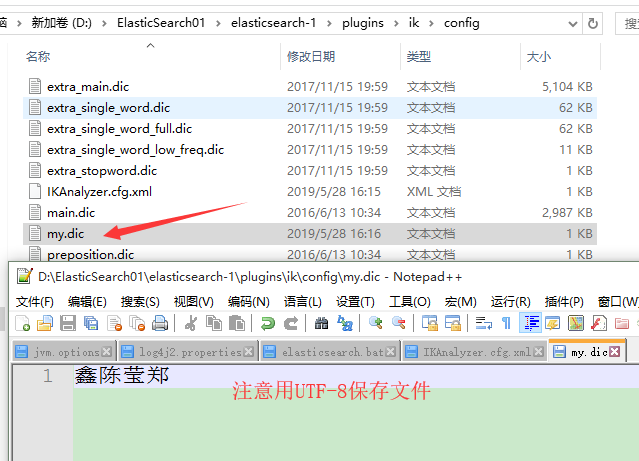 新加卷 (D:) › ElasticSearch01 › elasticsearch-1 › plugins › ik › config
名称 修改日期 类型 大小
extra_main.dic 2017/11/15 19:59 文本文档 5,104 KB
extra_single_word.dic 2017/11/15 19:59 文本文档 62 KB
extra_single_word_full.dic 2017/11/15 19:59 文本文档 62 KB
extra_single_word_low_freq.dic 2017/11/15 19:59 文本文档 11 KB
extra_stopword.dic 2017/11/15 19:59 文本文档 1 KB
IKAnalyzer.cfg.xml 2019/5/28 16:15 XML 文档 1 KB
main.dic 2016/6/13 10:34 文本文档 2,987 KB
my.dic 2019/5/28 16:16 文本文档 1 KB
preposition.dic 2016/6/13 10:34 文本文档 1 KB
D:\ElasticSearch01\elasticsearch-1\plugins\ik\config\my.dic - Notepad++
文件(F) 编辑(E) 搜索(S) 视图(V) 编码(N) 语言(L) 设置(T) 工具(O) 宏(M) 运行(R) 插件(P) 窗口(W)
jvm.options log4j2.properties elasticsearch.bat IKAnalyzer.cfg.xml my.dic
1 鑫陈莹郑
注意用UTF-8保存文件